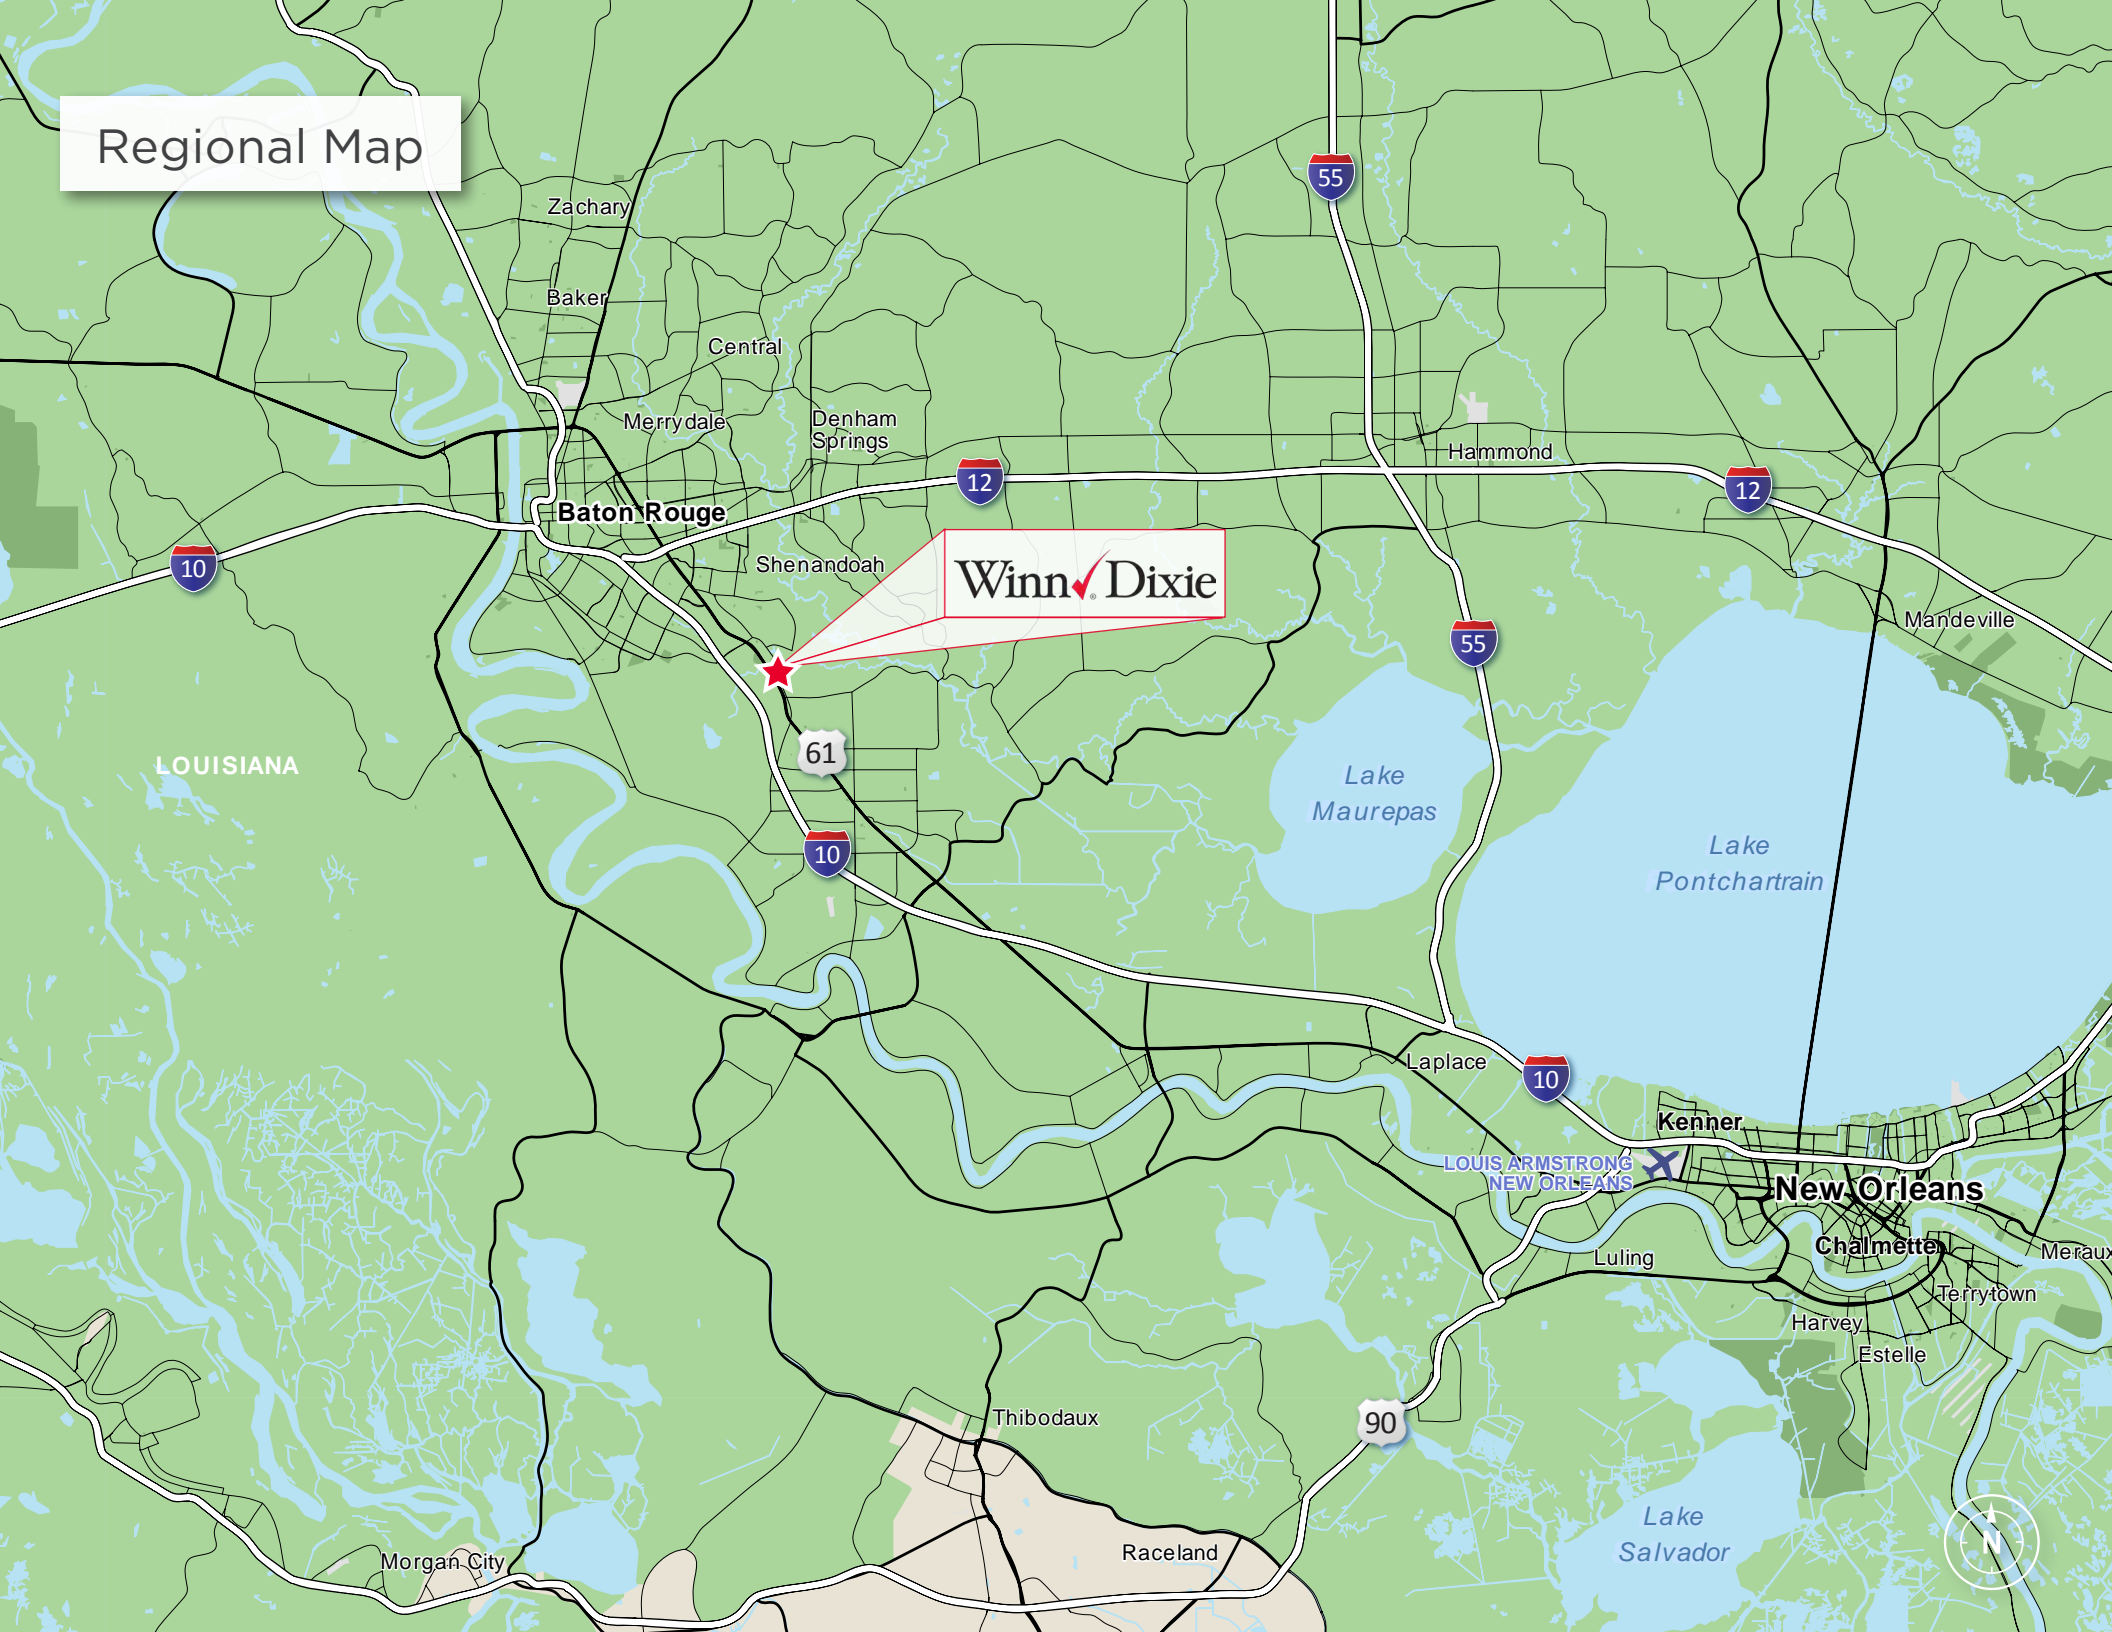 Regional Map
55
Zachary
Baker
Central
Merrydale
Denham
Springs
Hammond
12
12
Baton Rouge
10
Shenandoah
Winn Dixie
®
Mandeville
55
61
LOUISIANA
Lake
Maurepas
10
Lake
Pontchartrain
Laplace
10
Kenner
LOUIS ARMSTRONG
NEW ORLEANS
New Orleans
Chalmette
Meraux
Luling
Terrytown
Harvey
Estelle
Thibodaux
90
Lake
Salvador
N
Raceland
Morgan City